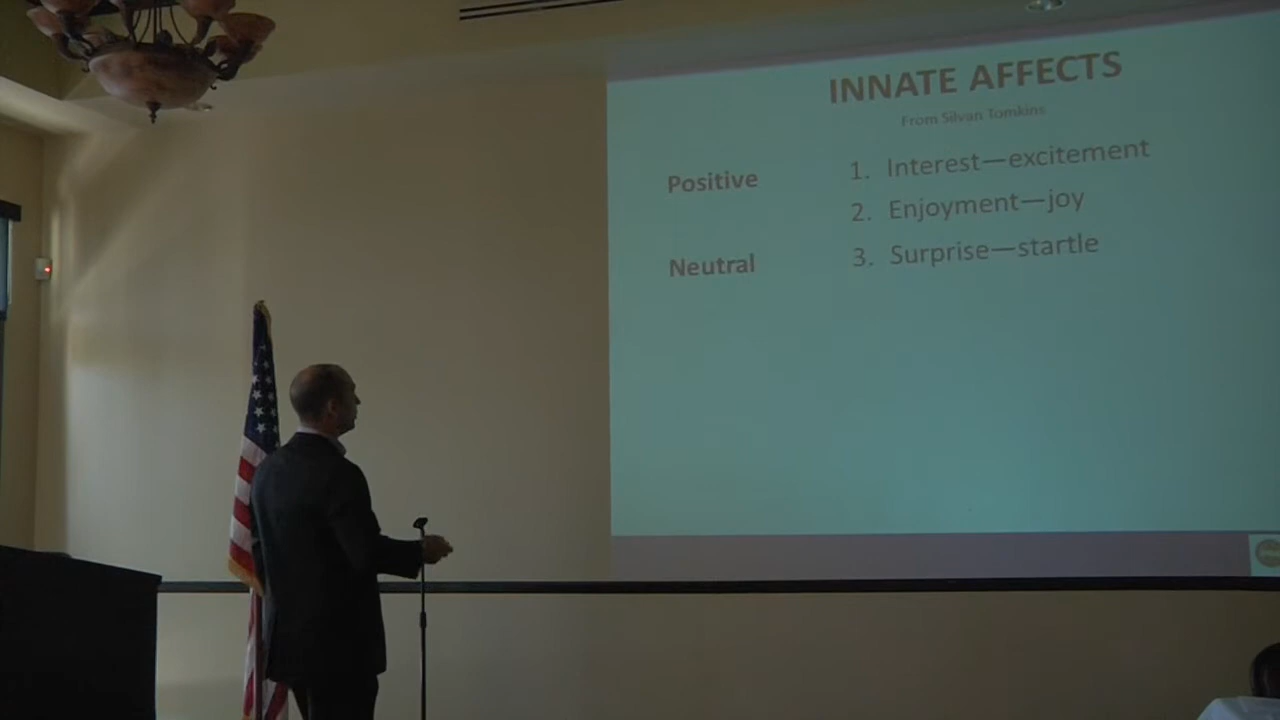 INNATE AFFECTS
From Silvan Tomkins
Positive
1. Interest—excitement
2. Enjoyment—joy
Neutral
3. Surprise—startle